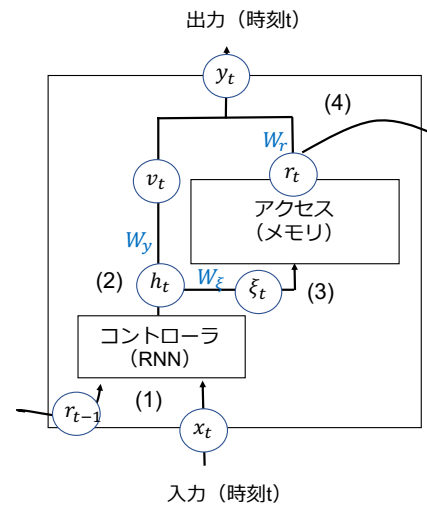 出力（時刻t）
y_t
(4)
W_r
v_t
r_t
アクセス
（メモリ）
W_y
(2)
h_t
W_ξ
ξ_t
(3)
コントローラ
（RNN）
(1)
r_{t−1}
x_t
入力（時刻t）